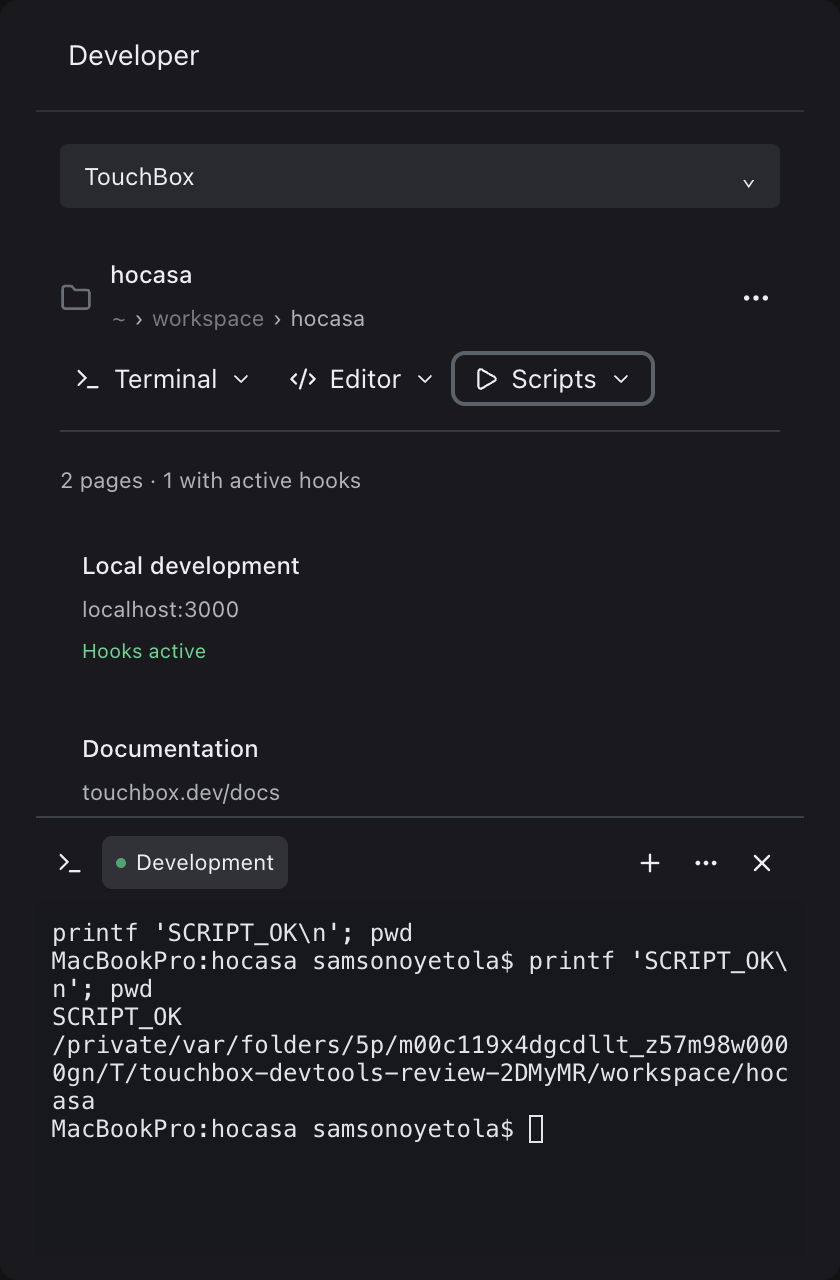 Developer
TouchBox
hocasa
~ › workspace › hocasa
Terminal
Editor
Scripts
2 pages · 1 with active hooks
Local development
localhost:3000
Hooks active
Documentation
touchbox.dev/docs
Development
printf 'SCRIPT_OK\n'; pwd
MacBookPro:hocasa samsonoyetola$ printf 'SCRIPT_OK\
n'; pwd
SCRIPT_OK
/private/var/folders/5p/m00c119x4dgcdllt_z57m98w000
0gn/T/touchbox-devtools-review-2DMyMR/workspace/hoc
asa
MacBookPro:hocasa samsonoyetola$